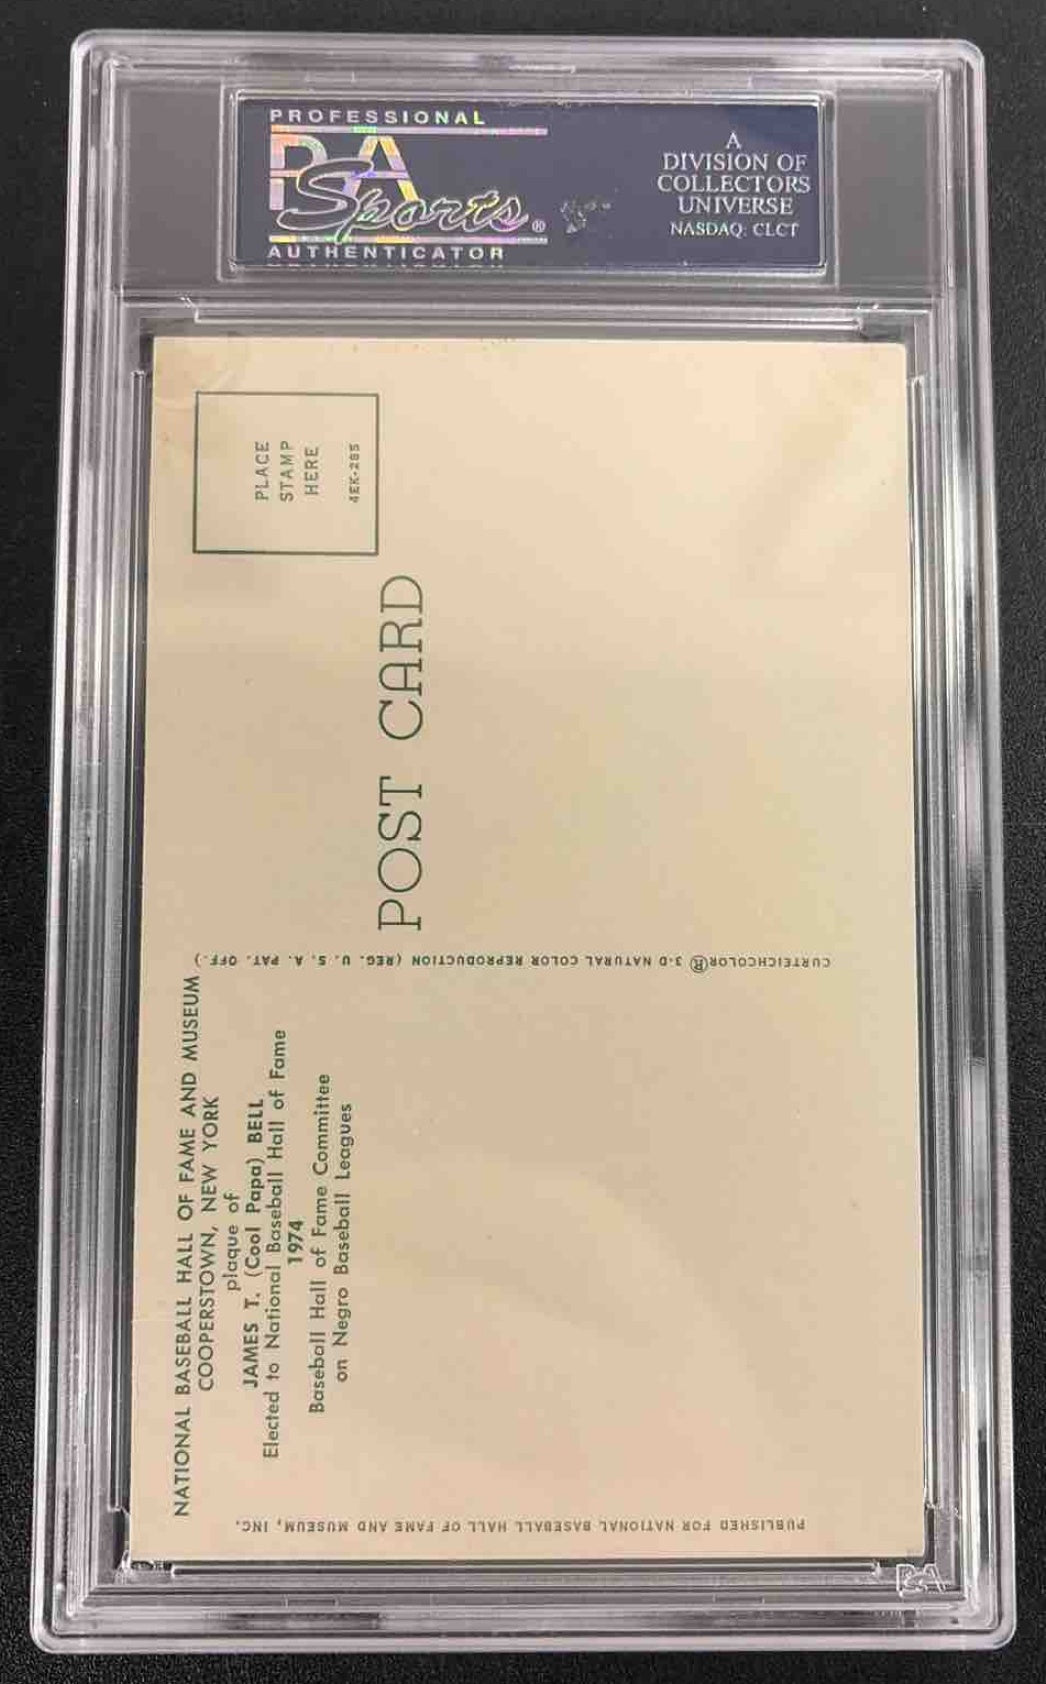 PROFESSIONAL
PSA
Sports®
AUTHENTICATOR
A
DIVISION OF
COLLECTORS
UNIVERSE
NASDAQ: CLCT
PLACE
STAMP
HERE
4EK-285
POST CARD
CURTEICHCOLOR® 3-D NATURAL COLOR REPRODUCTION (REG. U. S. A. PAT. OFF.)
NATIONAL BASEBALL HALL OF FAME AND MUSEUM
COOPERSTOWN, NEW YORK
plaque of
JAMES T. (Cool Papa) BELL
Elected to National Baseball Hall of Fame
1974
Baseball Hall of Fame Committee
on Negro Baseball Leagues
PUBLISHED FOR NATIONAL BASEBALL HALL OF FAME AND MUSEUM, INC.
PSA